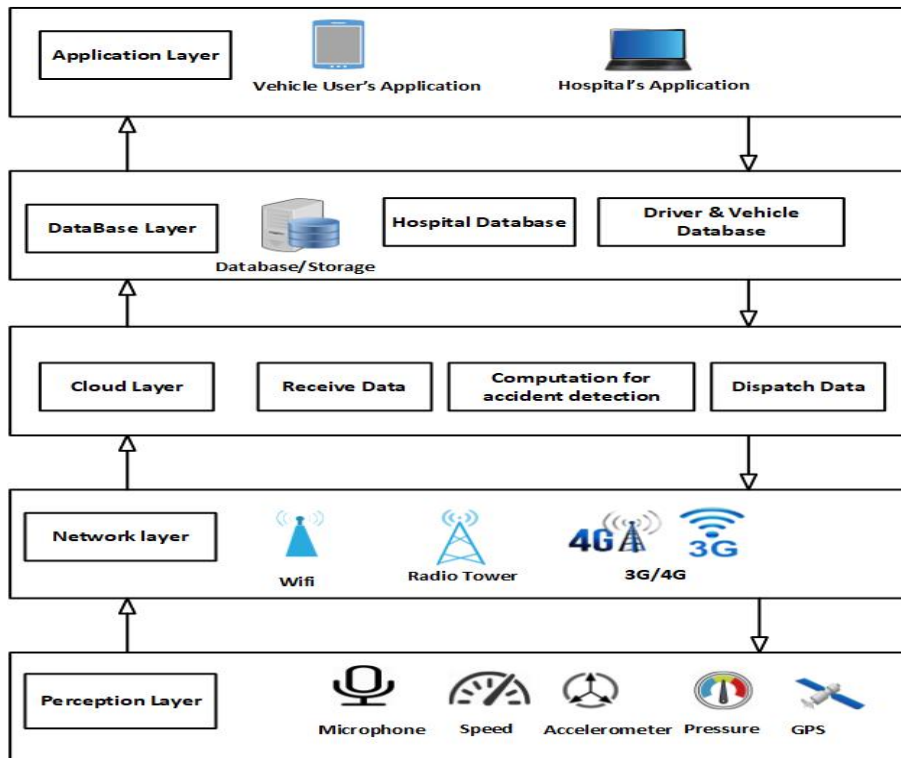 Application Layer
Vehicle User's Application
Hospital's Application
DataBase Layer
Database/Storage
Hospital Database
Driver & Vehicle
Database
Cloud Layer
Receive Data
Computation for
accident detection
Dispatch Data
Network layer
Wifi
Radio Tower
4G
3G
3G/4G
Perception Layer
Microphone
Speed
Accelerometer
Pressure
GPS